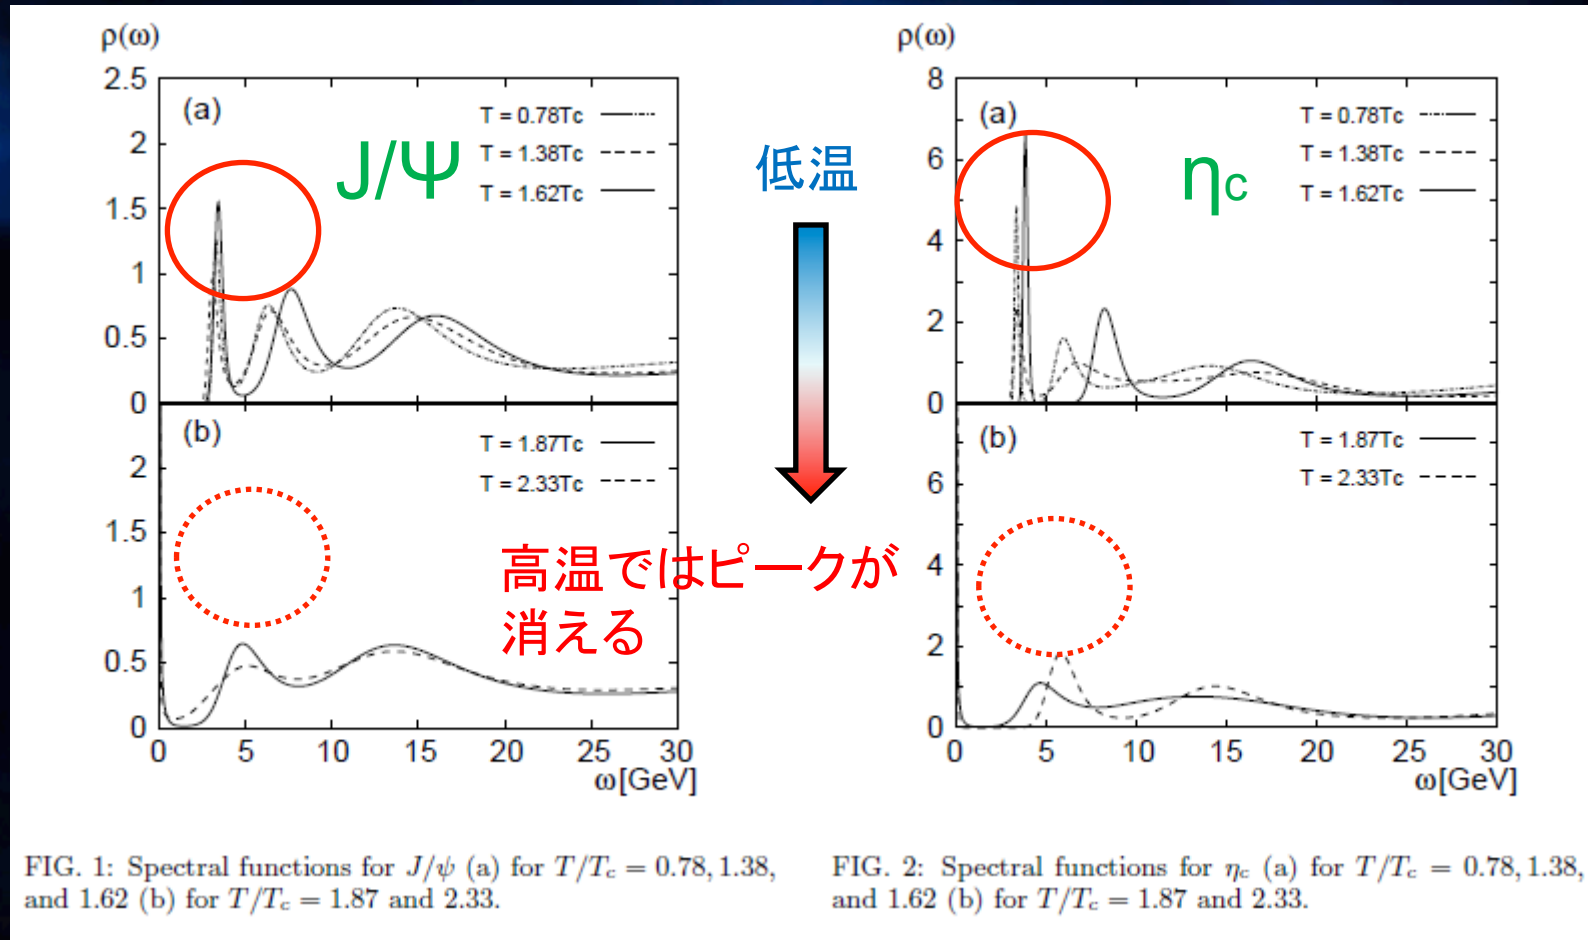 ρ(ω)
2.5
2
1.5
1
0.5
0
(a)
J/Ψ
T = 0.78Tc
T = 1.38Tc
T = 1.62Tc
(b)
T = 1.87Tc
T = 2.33Tc
2
1.5
1
0.5
0
0 5 10 15 20 25 30
ω[GeV]
低温
高温ではピークが
消える
ρ(ω)
8
6
4
2
0
(a)
ηc
T = 0.78Tc
T = 1.38Tc
T = 1.62Tc
(b)
T = 1.87Tc
T = 2.33Tc
6
4
2
0
0 5 10 15 20 25 30
ω[GeV]
FIG. 1: Spectral functions for J/ψ (a) for T/Tc = 0.78, 1.38,
and 1.62 (b) for T/Tc = 1.87 and 2.33.
FIG. 2: Spectral functions for ηc (a) for T/Tc = 0.78, 1.38,
and 1.62 (b) for T/Tc = 1.87 and 2.33.